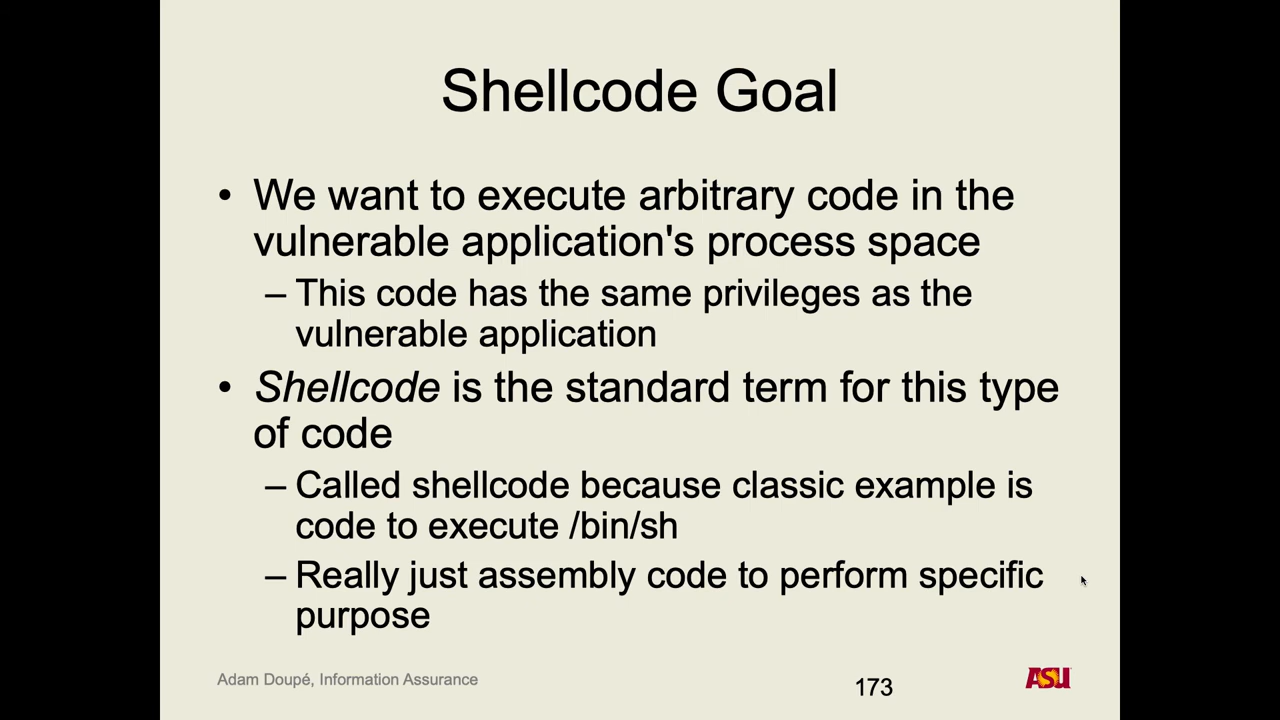 Shellcode Goal
• We want to execute arbitrary code in the
vulnerable application's process space
– This code has the same privileges as the
vulnerable application
• Shellcode is the standard term for this type
of code
– Called shellcode because classic example is
code to execute /bin/sh
– Really just assembly code to perform specific
purpose
Adam Doupé, Information Assurance
173
ASU